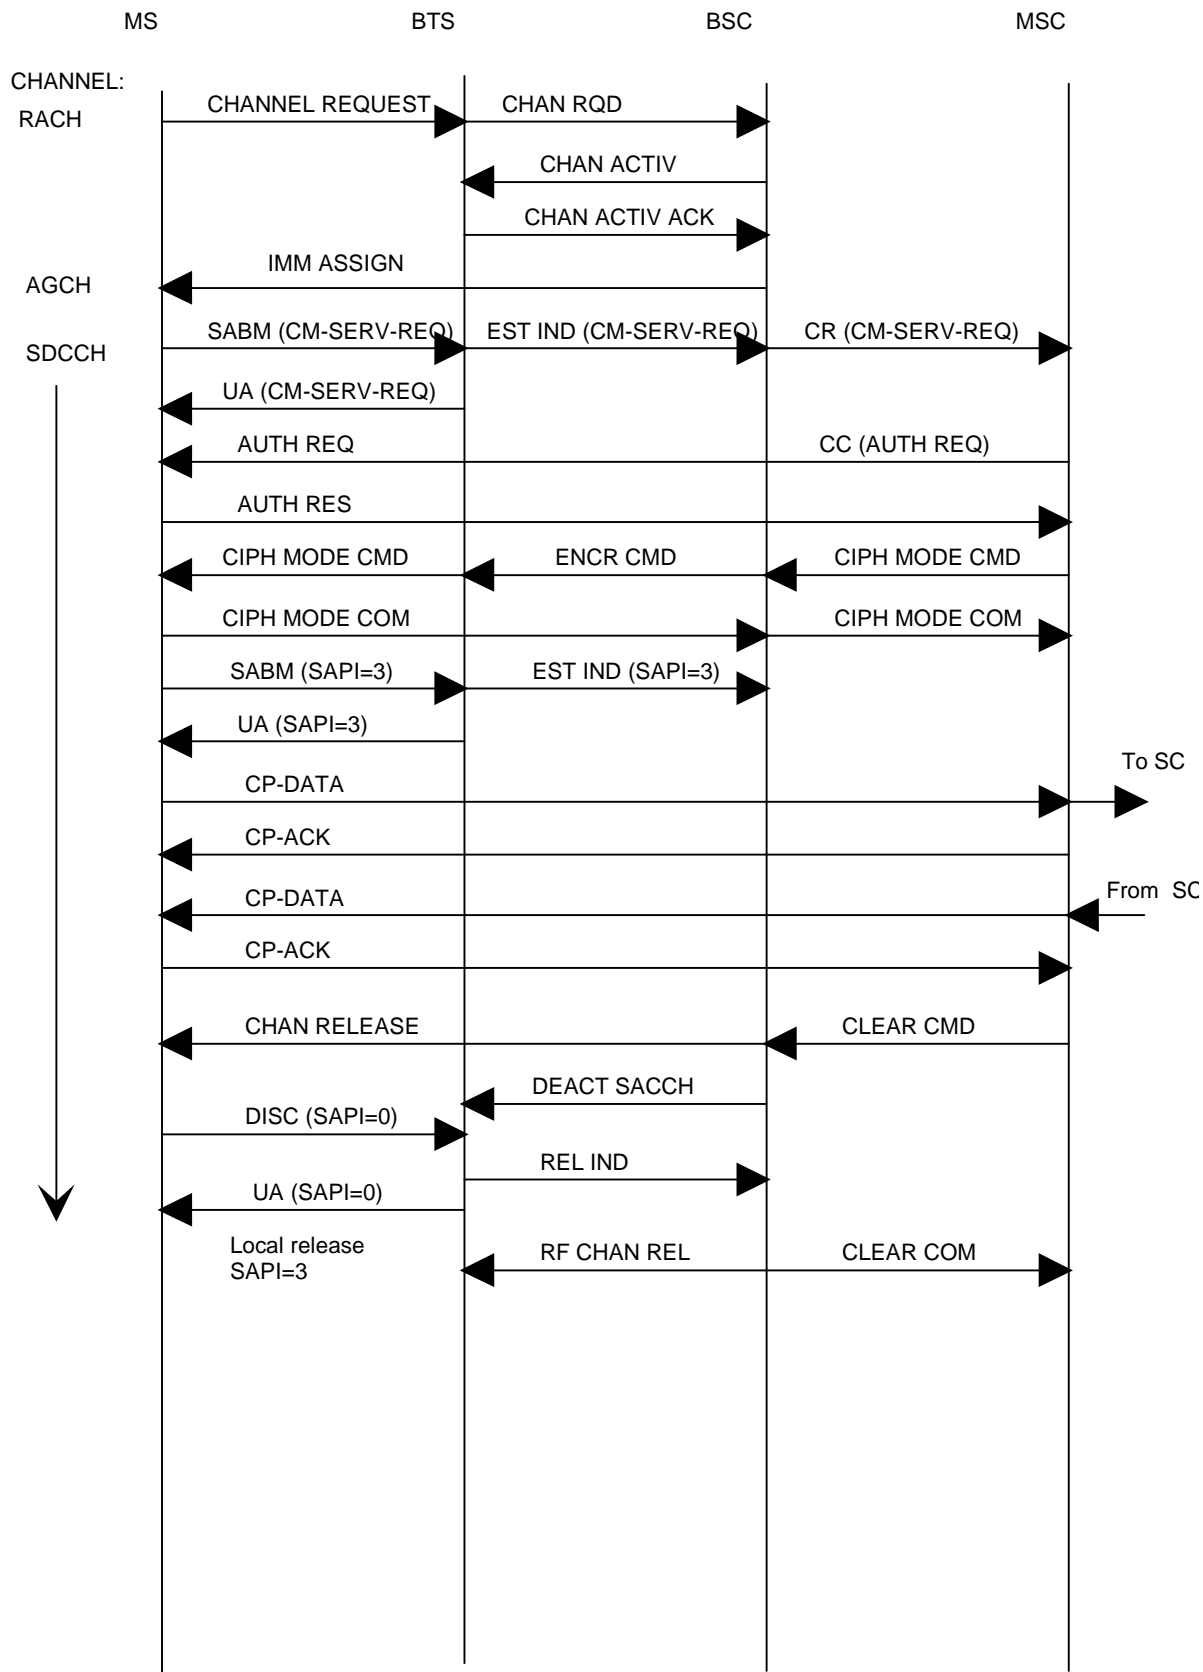 MS BTS BSC MSC
CHANNEL:
RACH CHANNEL REQUEST CHAN RQD
CHAN ACTIV
CHAN ACTIV ACK
AGCH IMM ASSIGN
SDCCH SABM (CM-SERV-REQ) EST IND (CM-SERV-REQ) CR (CM-SERV-REQ)
UA (CM-SERV-REQ)
AUTH REQ CC (AUTH REQ)
AUTH RES
CIPH MODE CMD ENCR CMD CIPH MODE CMD
CIPH MODE COM CIPH MODE COM
SABM (SAPI=3) EST IND (SAPI=3)
UA (SAPI=3)
To SC
CP-DATA
CP-ACK
CP-DATA From SC
CP-ACK
CHAN RELEASE CLEAR CMD
DEACT SACCH
DISC (SAPI=0)
REL IND
UA (SAPI=0)
Local release RF CHAN REL CLEAR COM
SAPI=3